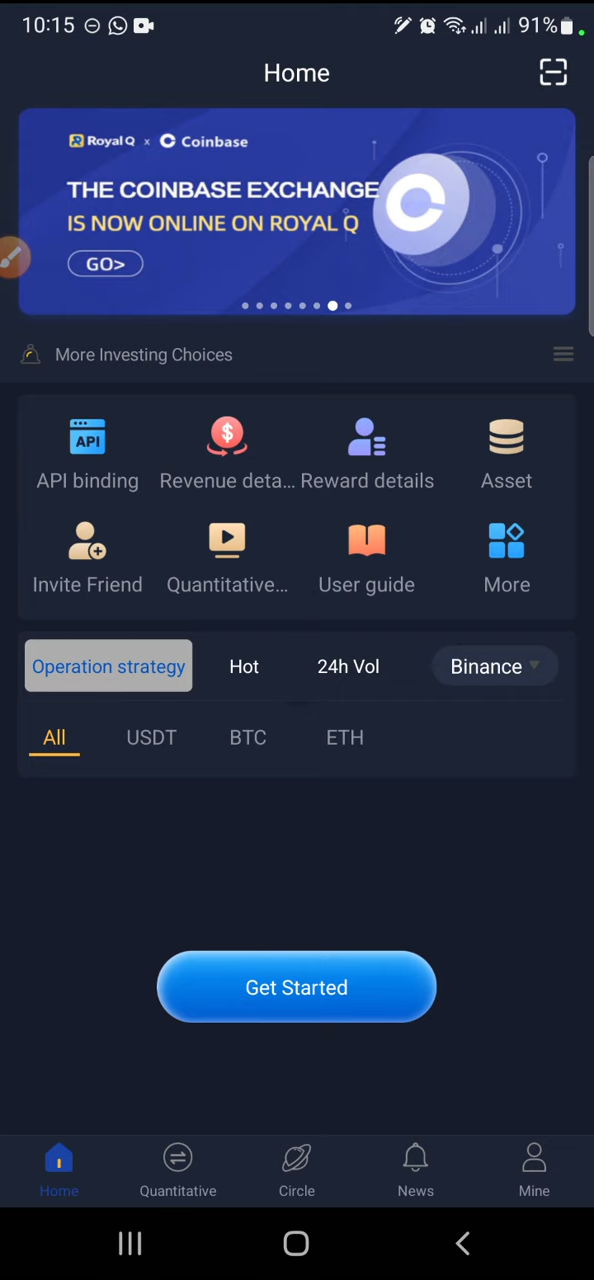 10:15
91%
Home
Royal Q x Coinbase
THE COINBASE EXCHANGE
IS NOW ONLINE ON ROYAL Q
GO>
More Investing Choices
API
$
API binding
Revenue deta...
Reward details
Asset
Invite Friend
Quantitative...
User guide
More
Operation strategy
Hot
24h Vol
Binance
All
USDT
BTC
ETH
Get Started
Home
Quantitative
Circle
News
Mine